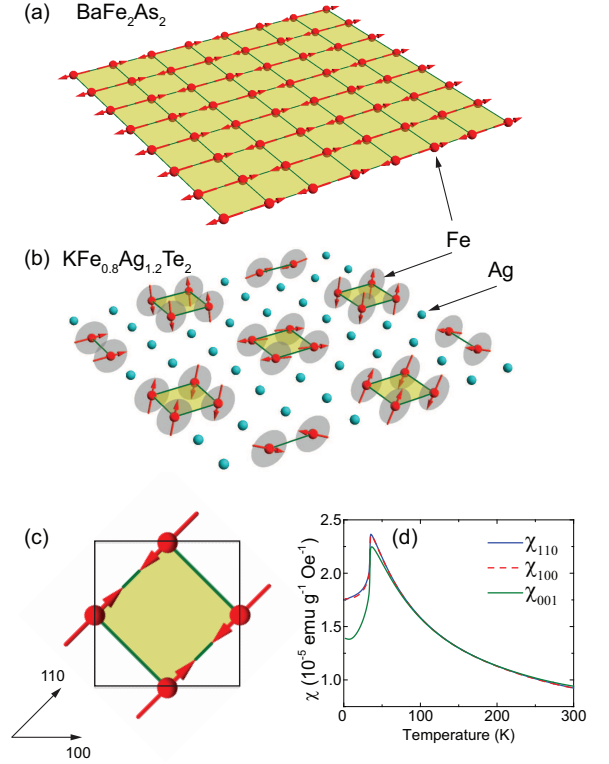 (a) BaFe₂As₂
Fe
(b) KFe₀.₈Ag₁.₂Te₂
Ag
(c)
110
100
(d)
χ₁₁₀
χ₁₀₀
χ₀₀₁
2.5
2.0
1.5
1.0
χ (10⁻⁵ emu g⁻¹ Oe⁻¹)
0 100 200 300
Temperature (K)